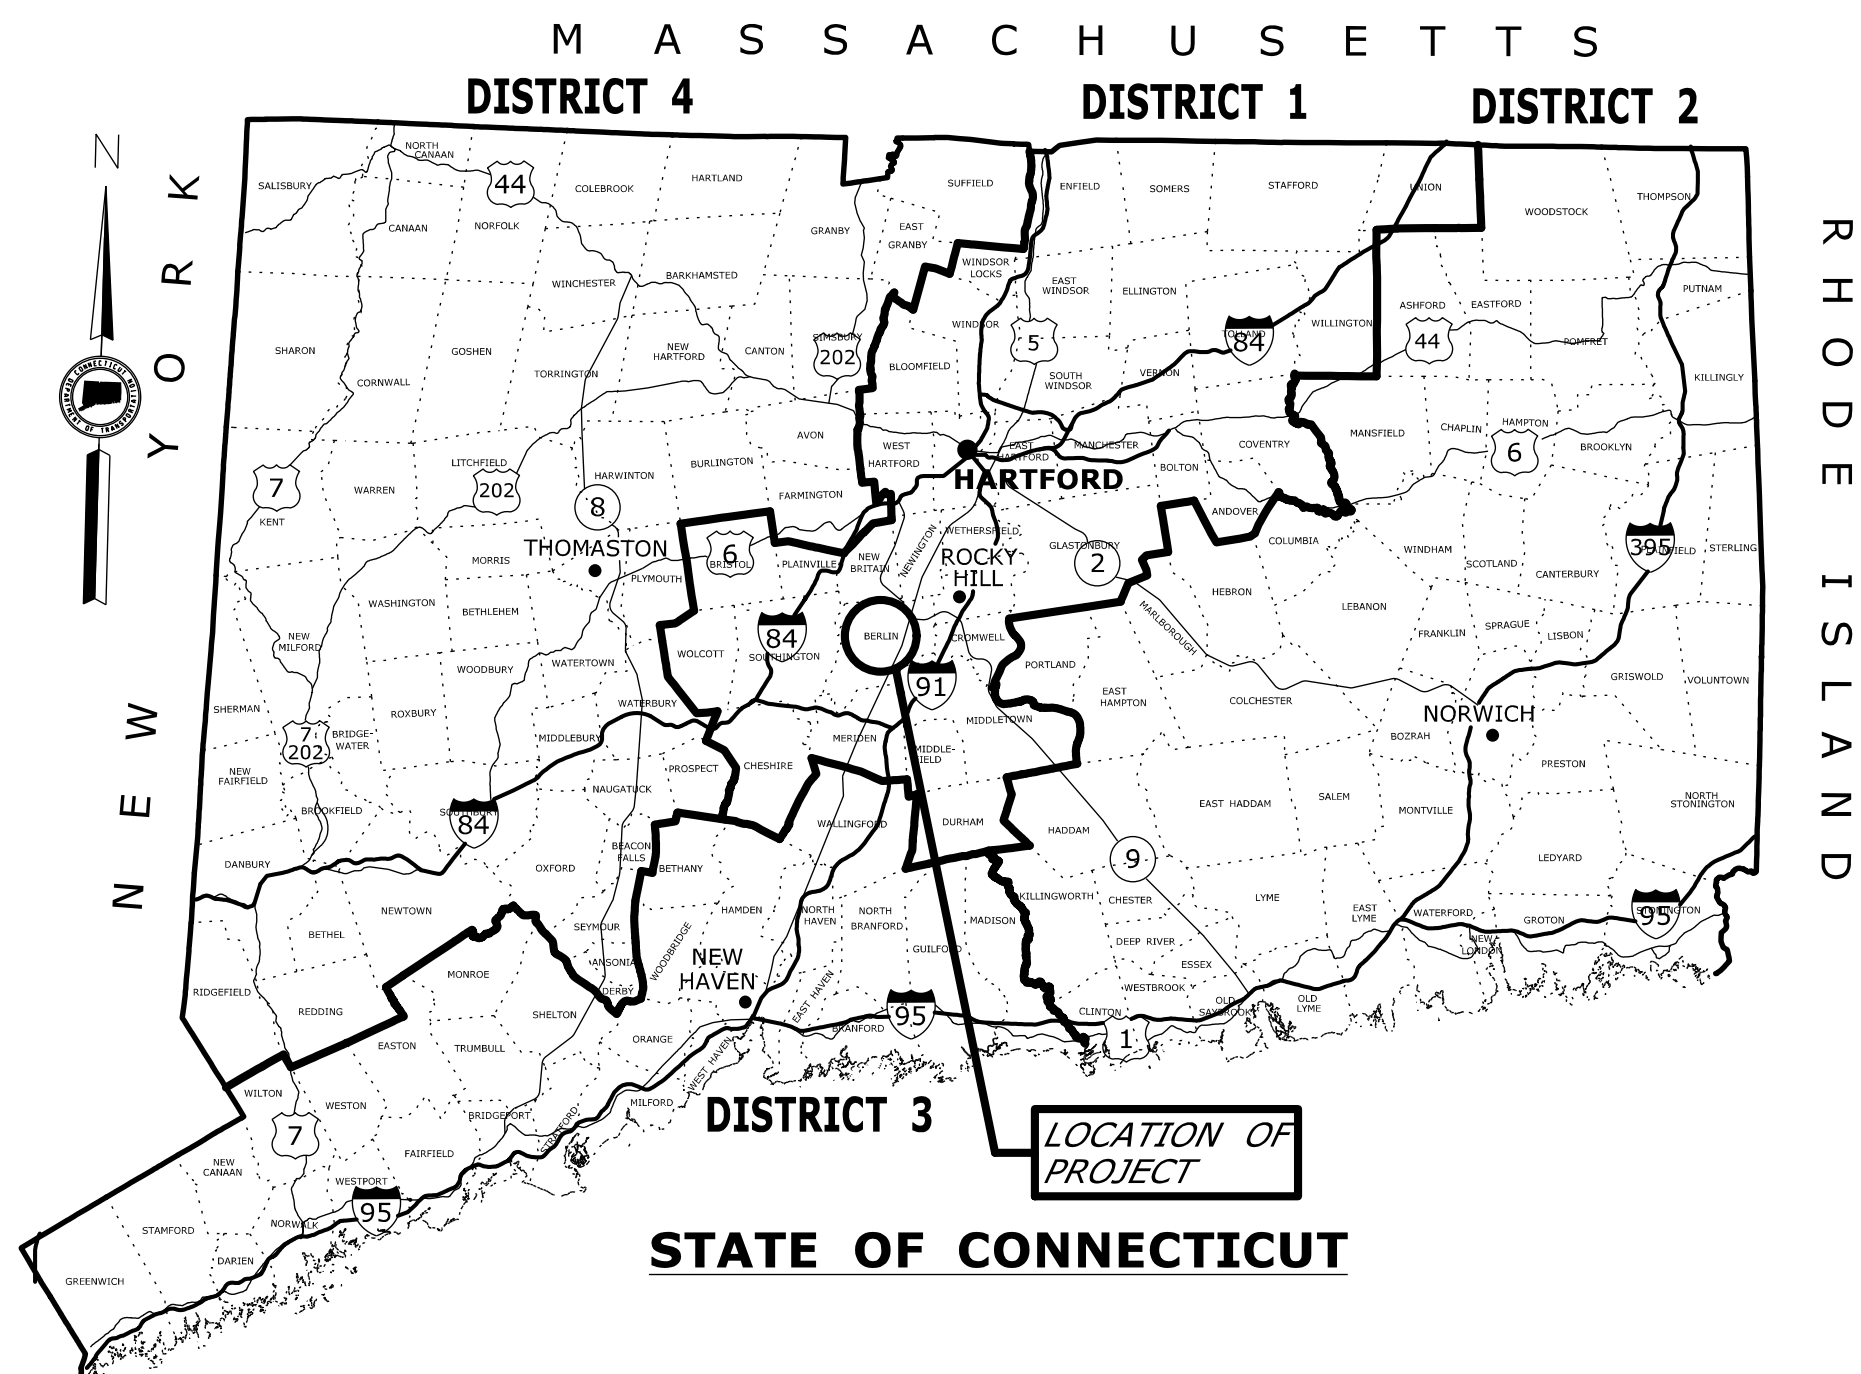 M A S S A C H U S E T T S
DISTRICT 4
DISTRICT 1
DISTRICT 2
N
NEW YORK
RHODE ISLAND
CONNECTICUT
DEPARTMENT OF TRANSPORTATION
SALISBURY
NORTH
CANAAN
44
COLEBROOK
HARTLAND
SUFFIELD
ENFIELD
SOMERS
STAFFORD
UNION
WOODSTOCK
THOMPSON
CANAAN
NORFOLK
GRANBY
EAST
GRANBY
WINDSOR
LOCKS
WINCHESTER
BARKHAMSTED
EAST
WINDSOR
ELLINGTON
ASHFORD
EASTFORD
PUTNAM
SHARON
GOSHEN
NEW
HARTFORD
CANTON
SIMSBURY
202
WINDSOR
5
TOLLAND
84
WILLINGTON
44
POMFRET
CORNWALL
TORRINGTON
BLOOMFIELD
SOUTH
WINDSOR
VERNON
KILLINGLY
AVON
WEST
HARTFORD
EAST
HARTFORD
MANCHESTER
COVENTRY
MANSFIELD
CHAPLIN
HAMPTON
6
BROOKLYN
LITCHFIELD
202
HARWINTON
BURLINGTON
BOLTON
7
KENT
WARREN
8
FARMINGTON
HARTFORD
ANDOVER
THOMASTON
MORRIS
PLYMOUTH
6
BRISTOL
PLAINVILLE
NEW
BRITAIN
NEWINGTON
WETHERSFIELD
ROCKY
HILL
GLASTONBURY
2
COLUMBIA
WINDHAM
SCOTLAND
CANTERBURY
395
PLAINFIELD
STERLING
WASHINGTON
BETHLEHEM
HEBRON
LEBANON
MARLBOROUGH
NEW
MILFORD
84
SOUTHINGTON
BERLIN
CROMWELL
FRANKLIN
SPRAGUE
LISBON
WOODBURY
WATERTOWN
WOLCOTT
91
PORTLAND
EAST
HAMPTON
COLCHESTER
GRISWOLD
VOLUNTOWN
SHERMAN
ROXBURY
WATERBURY
MIDDLETOWN
NORWICH
7
202
BRIDGE-
WATER
MIDDLEBURY
MERIDEN
MIDDLE-
FIELD
BOZRAH
NEW
FAIRFIELD
PROSPECT
CHESHIRE
PRESTON
BROOKFIELD
SOUTHBURY
84
NAUGATUCK
WALLINGFORD
DURHAM
HADDAM
EAST HADDAM
SALEM
MONTVILLE
NORTH
STONINGTON
DANBURY
OXFORD
BEACON
FALLS
BETHANY
9
LEDYARD
NEWTOWN
HAMDEN
NORTH
HAVEN
NORTH
BRANFORD
MADISON
KILLINGWORTH
CHESTER
LYME
EAST
LYME
WATERFORD
GROTON
95
STONINGTON
BETHEL
SEYMOUR
WOODBRIDGE
GUILFORD
DEEP RIVER
NEW
LONDON
MONROE
ANSONIA
NEW
HAVEN
ESSEX
RIDGEFIELD
DERBY
EAST HAVEN
WESTBROOK
REDDING
SHELTON
95
CLINTON
OLD
SAYBROOK
OLD
LYME
EASTON
TRUMBULL
ORANGE
WEST HAVEN
BRANFORD
1
WILTON
WESTON
BRIDGEPORT
STRATFORD
MILFORD
DISTRICT 3
7
FAIRFIELD
LOCATION OF
PROJECT
NEW
CANAAN
WESTPORT
95
STAMFORD
NORWALK
DARIEN
GREENWICH
STATE OF CONNECTICUT